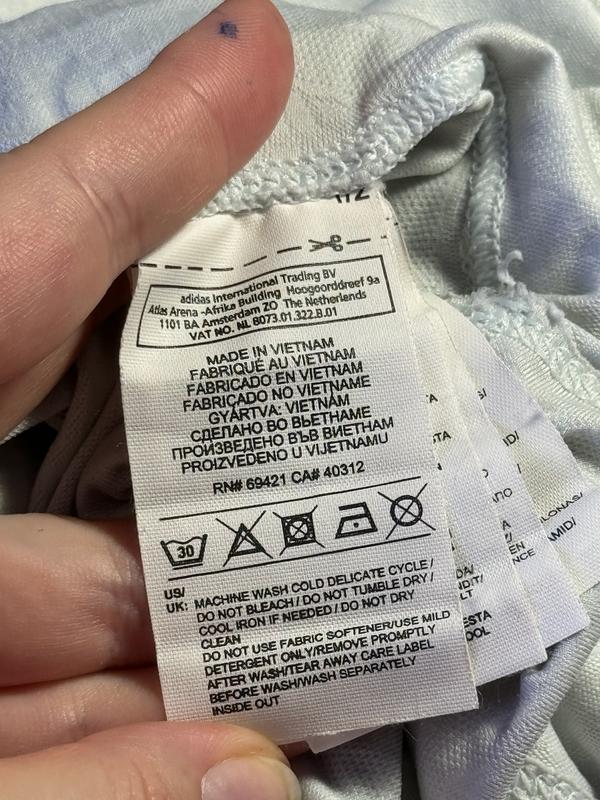 1/2
adidas International Trading BV
Atlas Arena -Afrika Building Hoogoorddreef 9a
1101 BA Amsterdam ZO The Netherlands
VAT NO. NL 8073.01.322.B.01
MADE IN VIETNAM
FABRIQUÉ AU VIETNAM
FABRICADO EN VIETNAM
FABRICADO NO VIETNAME
GYÁRTVA: VIETNÁM
СДЕЛАНО ВО ВЬЕТНАМЕ
ПРОИЗВЕДЕНО ВЪВ ВИЕТНАМ
PROIZVEDENO U VIJETNAMU
RN# 69421 CA# 40312
30
US/
UK: MACHINE WASH COLD DELICATE CYCLE /
DO NOT BLEACH / DO NOT TUMBLE DRY /
COOL IRON IF NEEDED / DO NOT DRY
CLEAN
DO NOT USE FABRIC SOFTENER/USE MILD
DETERGENT ONLY/REMOVE PROMPTLY
AFTER WASH/TEAR AWAY CARE LABEL
BEFORE WASH/WASH SEPARATELY
INSIDE OUT